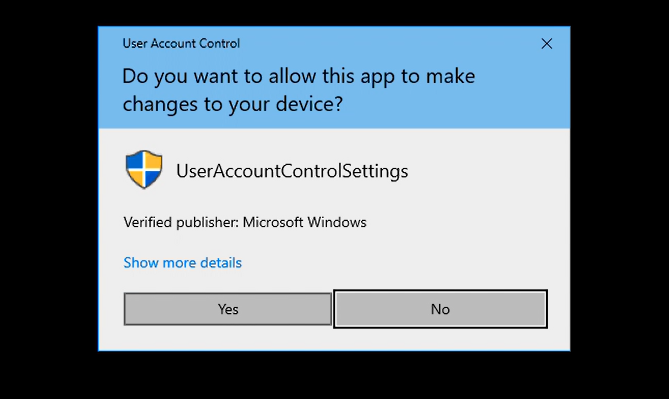 User Account Control
Do you want to allow this app to make
changes to your device?
UserAccountControlSettings
Verified publisher: Microsoft Windows
Show more details
Yes
No